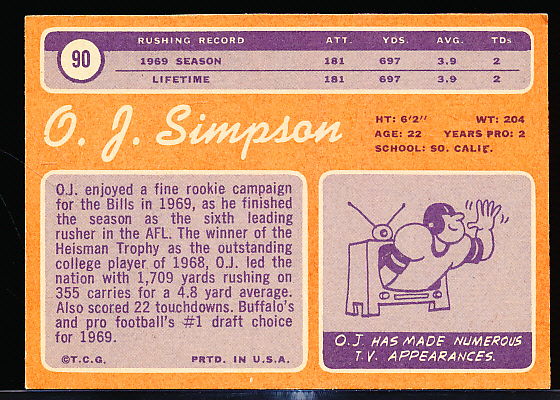 90
RUSHING RECORD ATT. YDS. AVG. TDs
1969 SEASON 181 697 3.9 2
LIFETIME 181 697 3.9 2
O. J. Simpson
HT: 6'2" WT: 204
AGE: 22 YEARS PRO: 2
SCHOOL: SO. CALIF.
O.J. enjoyed a fine rookie campaign
for the Bills in 1969, as he finished
the season as the sixth leading
rusher in the AFL. The winner of the
Heisman Trophy as the outstanding
college player of 1968, O.J. led the
nation with 1,709 yards rushing on
355 carries for a 4.8 yard average.
Also scored 22 touchdowns. Buffalo's
and pro football's #1 draft choice
for 1969.
©T.C.G. PRTD. IN U.S.A.
O.J. HAS MADE NUMEROUS
T.V. APPEARANCES.